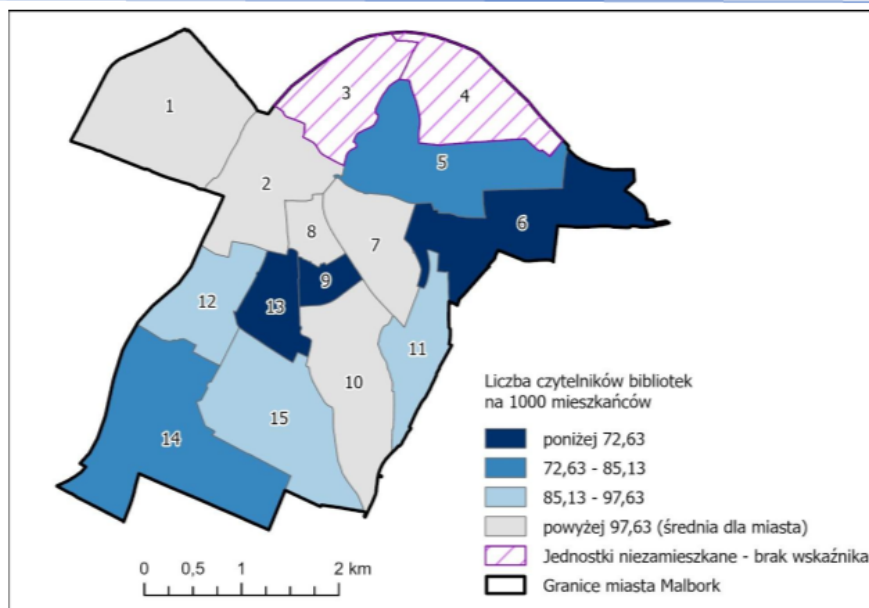 1
3
4
5
2
6
8
7
9
12
13
11
10
15
14
Liczba czytelników bibliotek
na 1000 mieszkańców
poniżej 72,63
72,63 - 85,13
85,13 - 97,63
powyżej 97,63 (średnia dla miasta)
Jednostki niezamieszkane - brak wskaźnika
Granice miasta Malbork
0 0,5 1 2 km